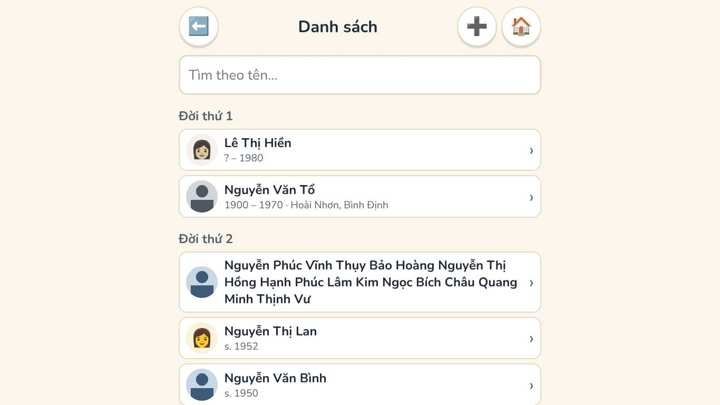 Danh sách
Tìm theo tên...
Đời thứ 1
Lê Thị Hiền
? – 1980
Nguyễn Văn Tổ
1900 – 1970 · Hoài Nhơn, Bình Định
Đời thứ 2
Nguyễn Phúc Vĩnh Thụy Bảo Hoàng Nguyễn Thị
Hồng Hạnh Phúc Lâm Kim Ngọc Bích Châu Quang
Minh Thịnh Vư
Nguyễn Thị Lan
s. 1952
Nguyễn Văn Bình
s. 1950